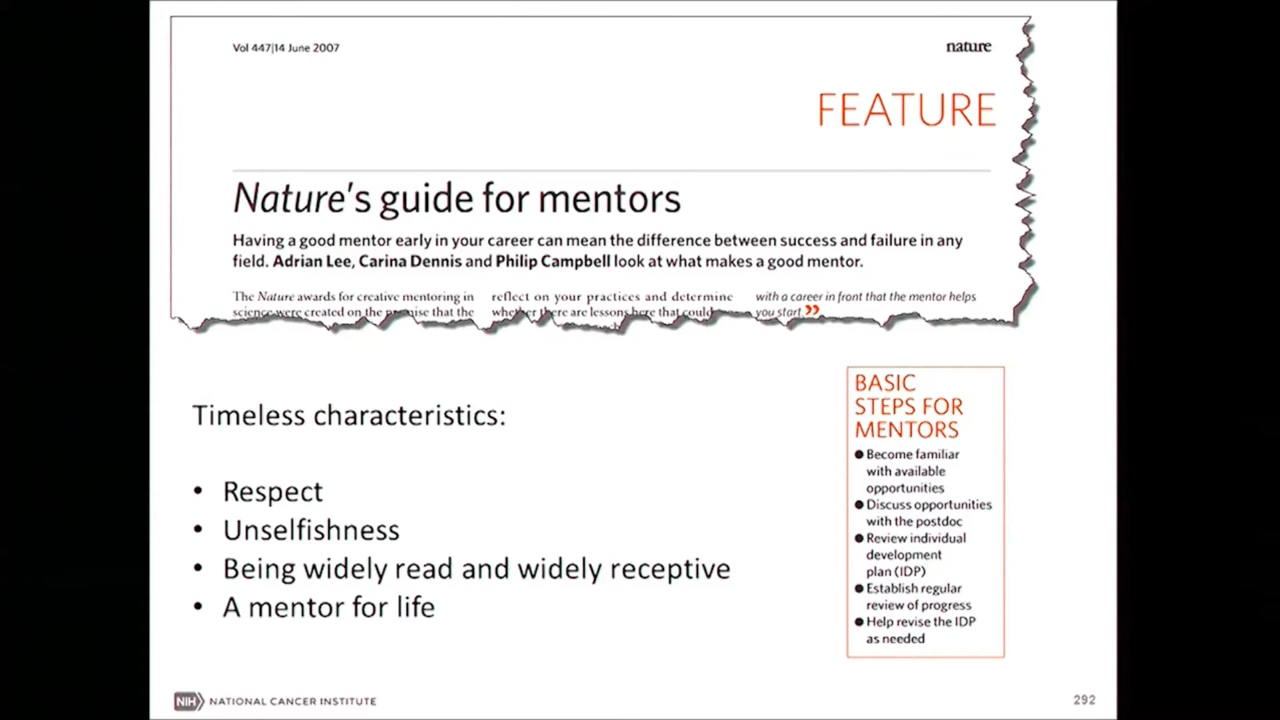 Vol 447|14 June 2007
nature
FEATURE
Nature's guide for mentors
Having a good mentor early in your career can mean the difference between success and failure in any
field. Adrian Lee, Carina Dennis and Philip Campbell look at what makes a good mentor.
The Nature awards for creative mentoring in
science were created on the premise that the
reflect on your practices and determine
whether there are lessons here that could
with a career in front that the mentor helps
you start.”
Timeless characteristics:
• Respect
• Unselfishness
• Being widely read and widely receptive
• A mentor for life
BASIC
STEPS FOR
MENTORS
● Become familiar
with available
opportunities
● Discuss opportunities
with the postdoc
● Review individual
development
plan (IDP)
● Establish regular
review of progress
● Help revise the IDP
as needed
NIH NATIONAL CANCER INSTITUTE
292